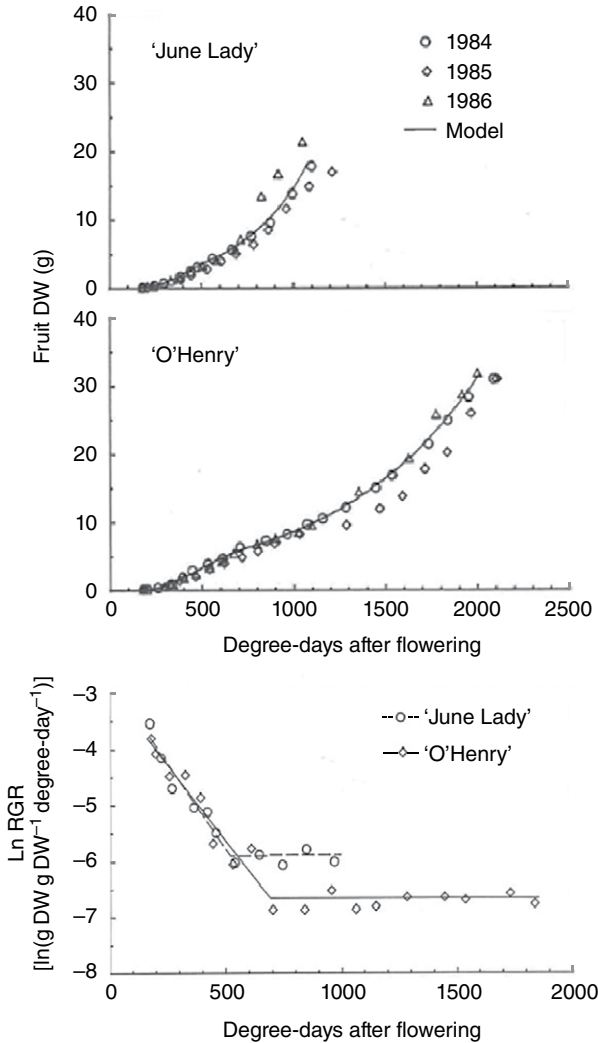 40
30
20
10
0
'June Lady'
1984
1985
1986
Model
Fruit DW (g)
40
30
20
10
0
'O'Henry'
0 500 1000 1500 2000 2500
Degree-days after flowering
–3
–4
–5
–6
–7
–8
Ln RGR
[ln(g DW g DW⁻¹ degree-day⁻¹)]
'June Lady'
'O'Henry'
0 500 1000 1500 2000
Degree-days after flowering